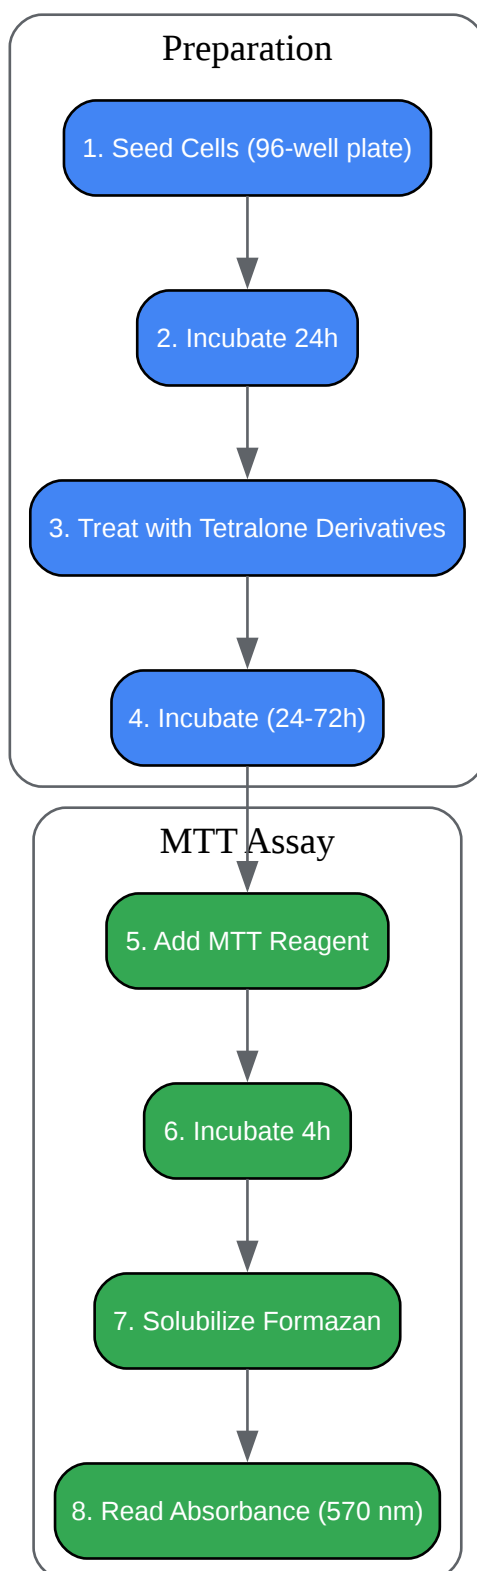 Preparation
1. Seed Cells (96-well plate)
2. Incubate 24h
3. Treat with Tetralone Derivatives
4. Incubate (24-72h)
MTT Assay
5. Add MTT Reagent
6. Incubate 4h
7. Solubilize Formazan
8. Read Absorbance (570 nm)